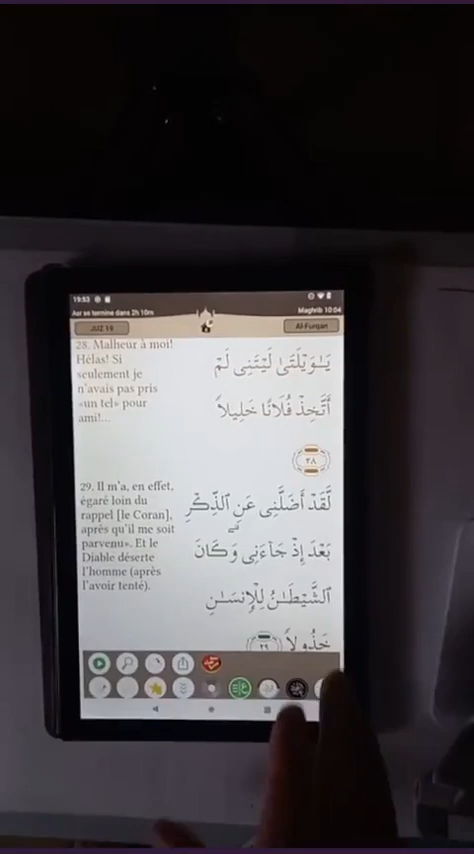 19:53
Asr se termine dans 2h 10m
Maghrib 10:04
JUZ 19
Al-Furqan
28. Malheur à moi!
Hélas! Si
seulement je
n'avais pas pris
«un tel» pour
ami!...
يَـٰوَيْلَتَىٰ لَيْتَنِى لَمْ
أَتَّخِذْ فُلَانًا خَلِيلًا
٢٨
29. Il m'a, en effet,
égaré loin du
rappel [le Coran],
après qu'il me soit
parvenu». Et le
Diable déserte
l'homme (après
l'avoir tenté).
لَّقَدْ أَضَلَّنِى عَنِ ٱلذِّكْرِ
بَعْدَ إِذْ جَآءَنِى ۗ وَكَانَ
ٱلشَّيْطَـٰنُ لِلْإِنسَـٰنِ
خَذُولًا ٢٩